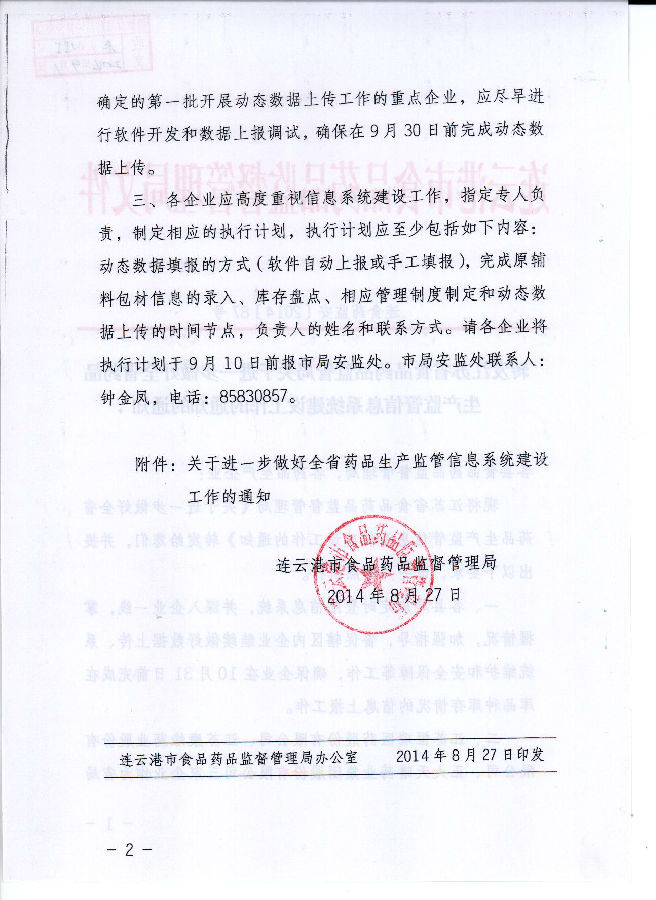 确定的第一批开展动态数据上传工作的重点企业，应尽早进
行软件开发和数据上报调试，确保在9月30日前完成动态数
据上传。
三、各企业应高度重视信息系统建设工作，指定专人负
责，制定相应的执行计划，执行计划应至少包括如下内容：
动态数据填报的方式（软件自动上报或手工填报），完成原辅
料包材信息的录入、库存盘点、相应管理制度制定和动态数
据上传的时间节点，负责人的姓名和联系方式。请各企业将
执行计划于9月10日前报市局安监处。市局安监处联系人：
钟金凤，电话：85830857。
附件：关于进一步做好全省药品生产监管信息系统建设
工作的通知
连云港市食品药品监督管理局
2014年8月27日
连云港市食品药品监督管理局办公室 2014年8月27日印发
- 2 -